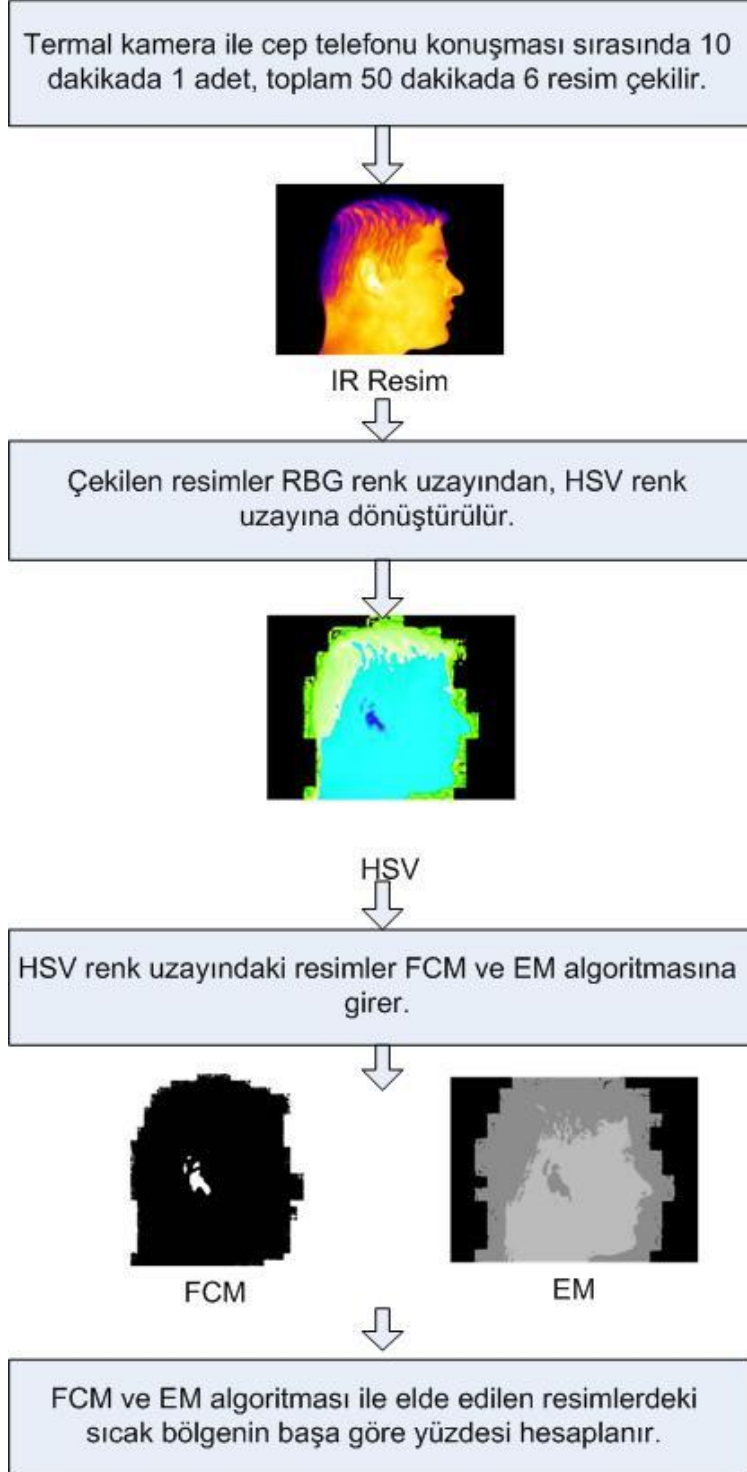 Termal kamera ile cep telefonu konuşması sırasında 10
dakikada 1 adet, toplam 50 dakikada 6 resim çekilir.
IR Resim
Çekilen resimler RBG renk uzayından, HSV renk
uzayına dönüştürülür.
HSV
HSV renk uzayındaki resimler FCM ve EM algoritmasına
girer.
FCM
EM
FCM ve EM algoritması ile elde edilen resimlerdeki
sıcak bölgenin başa göre yüzdesi hesaplanır.